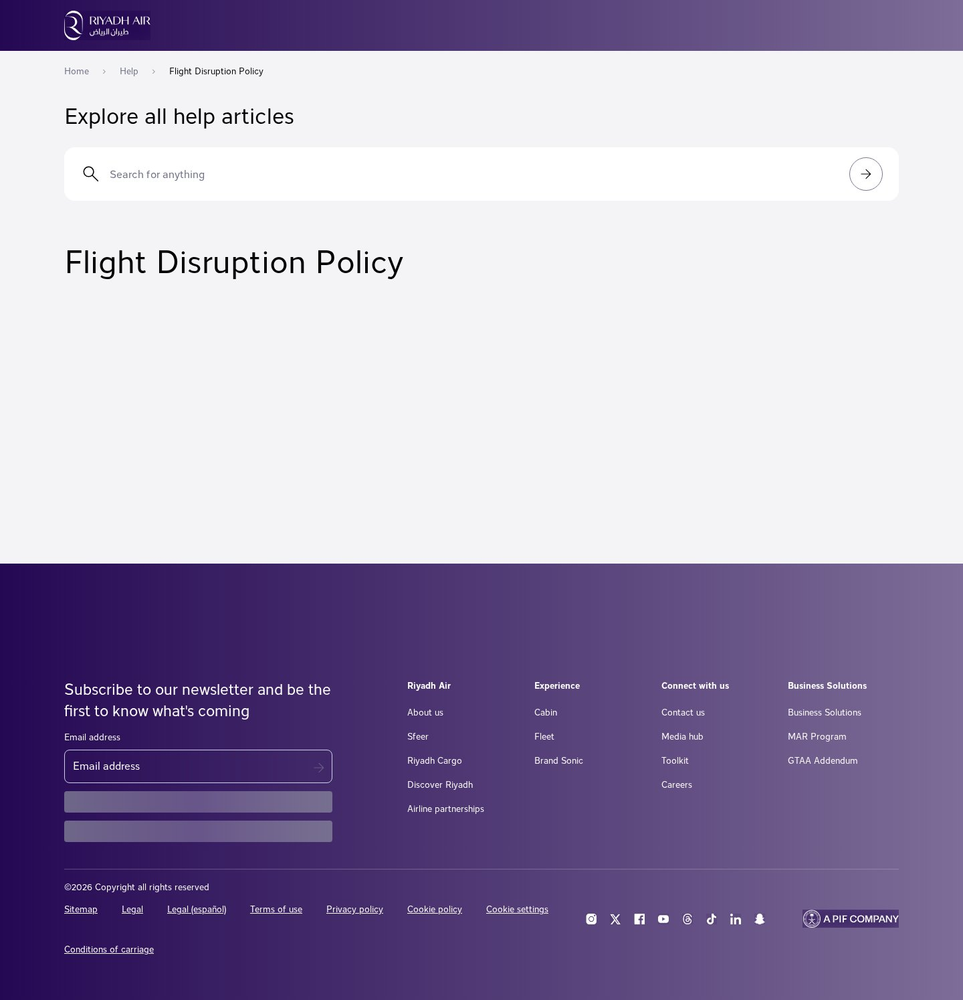 RIYADH AIR
طيران الرياض
Home
Help
Flight Disruption Policy
Explore all help articles
Search for anything
Flight Disruption Policy
Subscribe to our newsletter and be the
first to know what's coming
Email address
Email address
Riyadh Air
About us
Sfeer
Riyadh Cargo
Discover Riyadh
Airline partnerships
Experience
Cabin
Fleet
Brand Sonic
Connect with us
Contact us
Media hub
Toolkit
Careers
Business Solutions
Business Solutions
MAR Program
GTAA Addendum
©2026 Copyright all rights reserved
Sitemap Legal Legal (español) Terms of use Privacy policy Cookie policy Cookie settings
Conditions of carriage
A PIF COMPANY